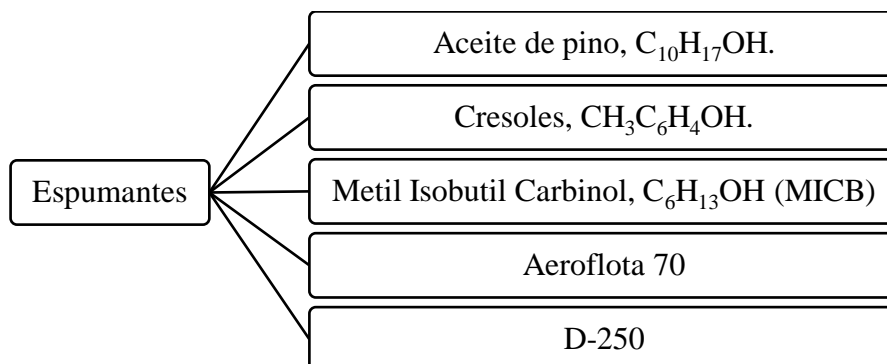 Aceite de pino, C₁₀H₁₇OH.
Cresoles, CH₃C₆H₄OH.
Espumantes
Metil Isobutil Carbinol, C₆H₁₃OH (MICB)
Aeroflota 70
D-250